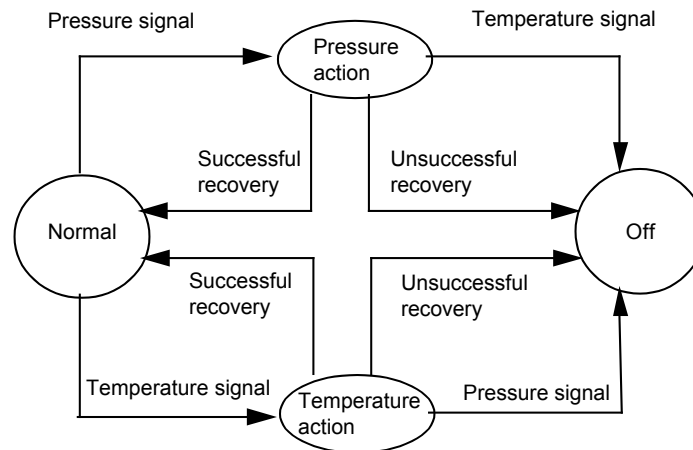 Pressure signal
Temperature signal
Pressure
action
Successful
recovery
Unsuccessful
recovery
Normal
Off
Successful
recovery
Unsuccessful
recovery
Temperature signal
Pressure signal
Temperature
action